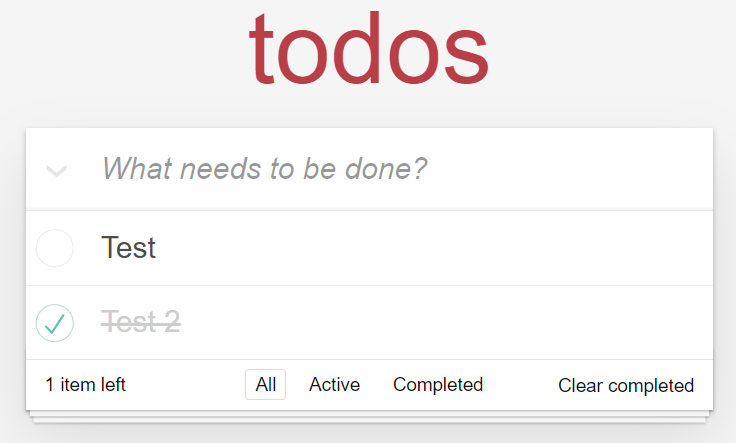 todos
What needs to be done?
Test
Test 2
1 item left All Active Completed Clear completed